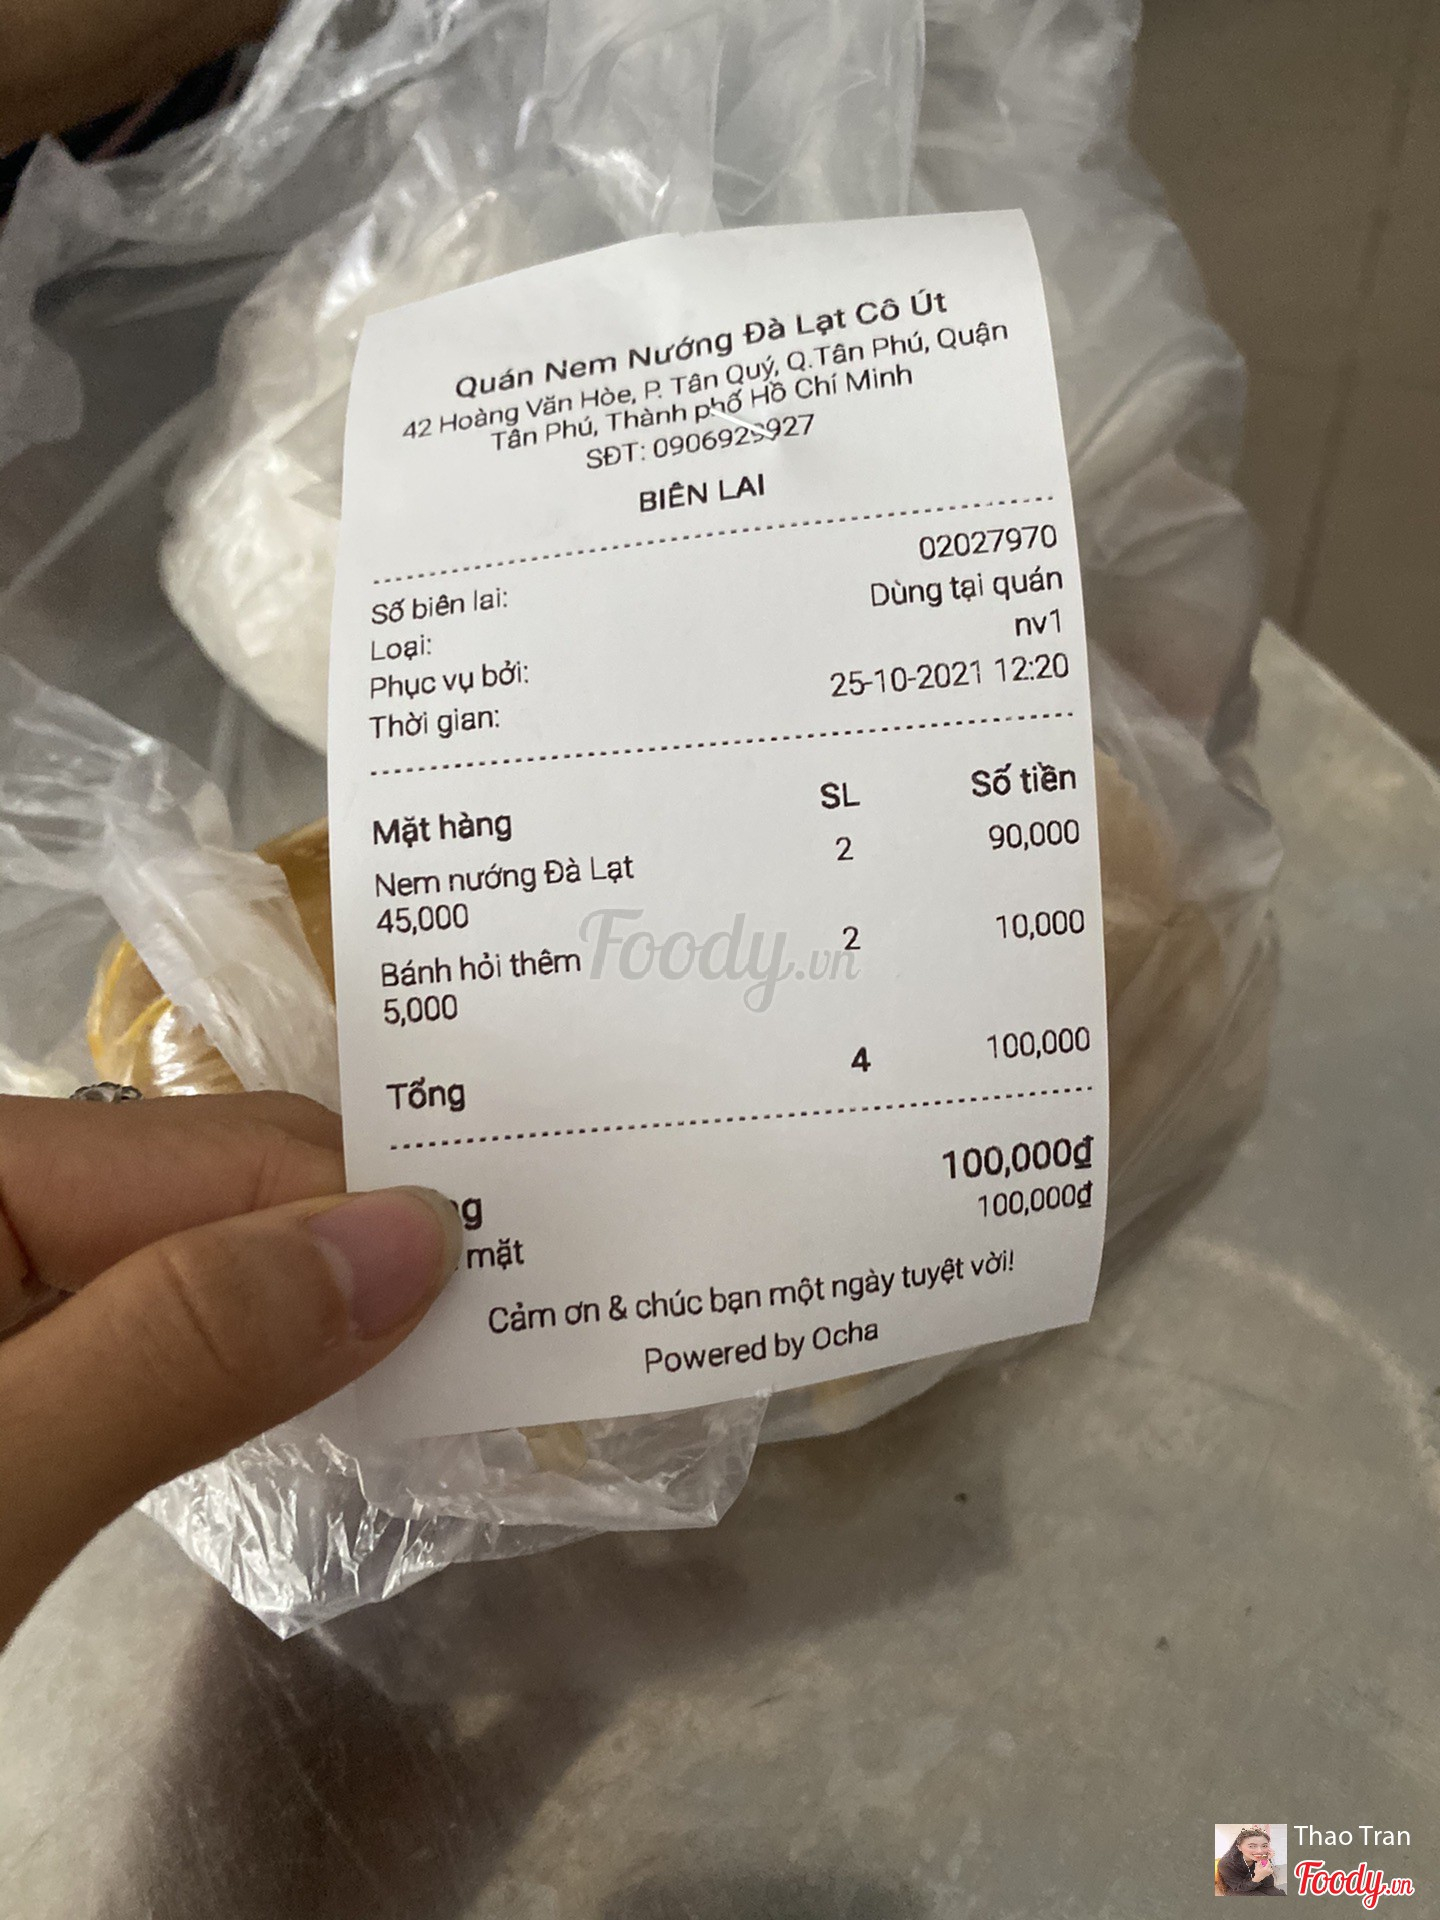 Quán Nem Nướng Đà Lạt Cô Út
42 Hoàng Văn Hòe, P. Tân Quý, Q.Tân Phú, Quận
Tân Phú, Thành phố Hồ Chí Minh
SĐT:
BIÊN LAI
Số biên lai: 02027970
Loại: Dùng tại quán
Phục vụ bởi: nv1
Thời gian: 25-10-2021 12:20
Mặt hàng SL Số tiền
Nem nướng Đà Lạt 2 90,000
45,000
Bánh hỏi thêm 2 10,000
5,000
Tổng 4 100,000
100,000₫
mặt 100,000₫
Cảm ơn & chúc bạn một ngày tuyệt vời!
Powered by Ocha
Foody.vn
Thao Tran
Foody.vn